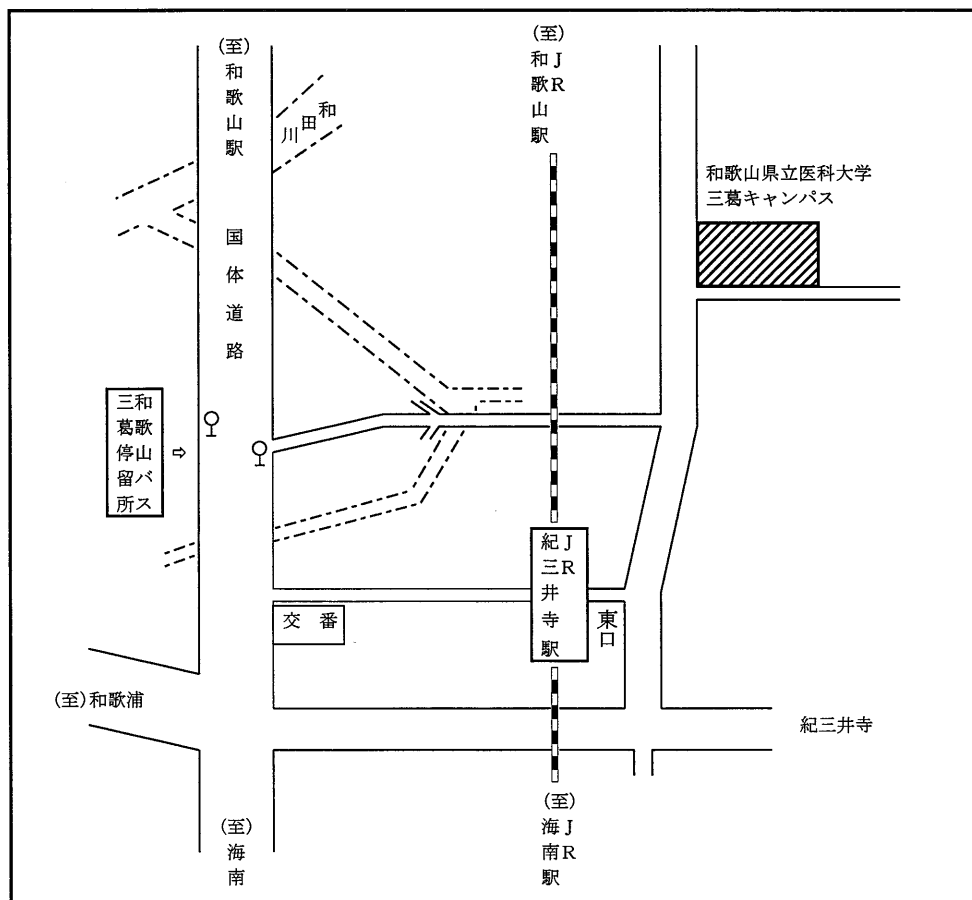 (至)和歌山駅
(至)JR和歌山駅
和田川
和歌山県立医科大学
三葛キャンパス
国体道路
和歌山バス
三葛停留所
⇨
JR
紀三井寺駅
東口
交番
(至)和歌浦
紀三井寺
(至)海南
(至)JR海南駅